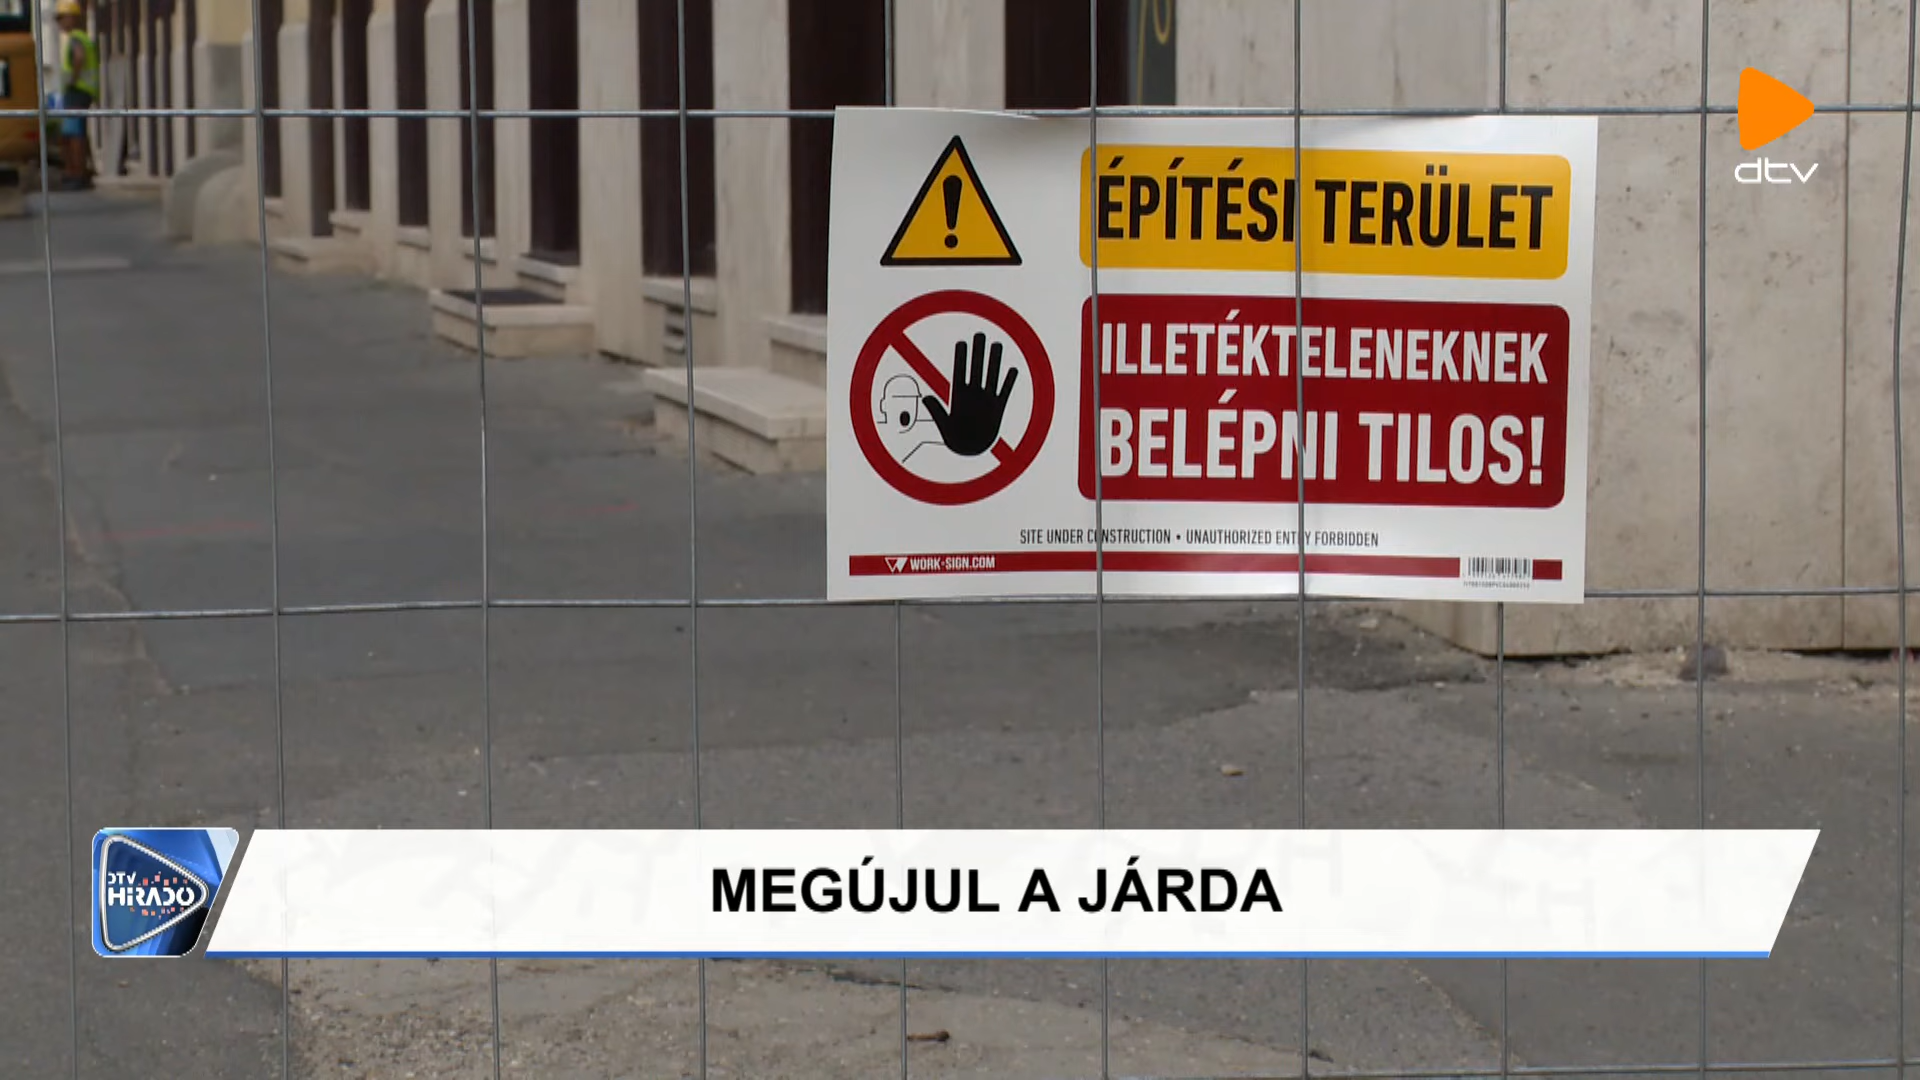 dtv
ÉPÍTÉSI TERÜLET
ILLETÉKTELENEKNEK
BELÉPNI TILOS!
SITE UNDER CONSTRUCTION • UNAUTHORIZED ENTRY FORBIDDEN
WORK-SIGN.COM
DTV
HÍRADÓ
MEGÚJUL A JÁRDA